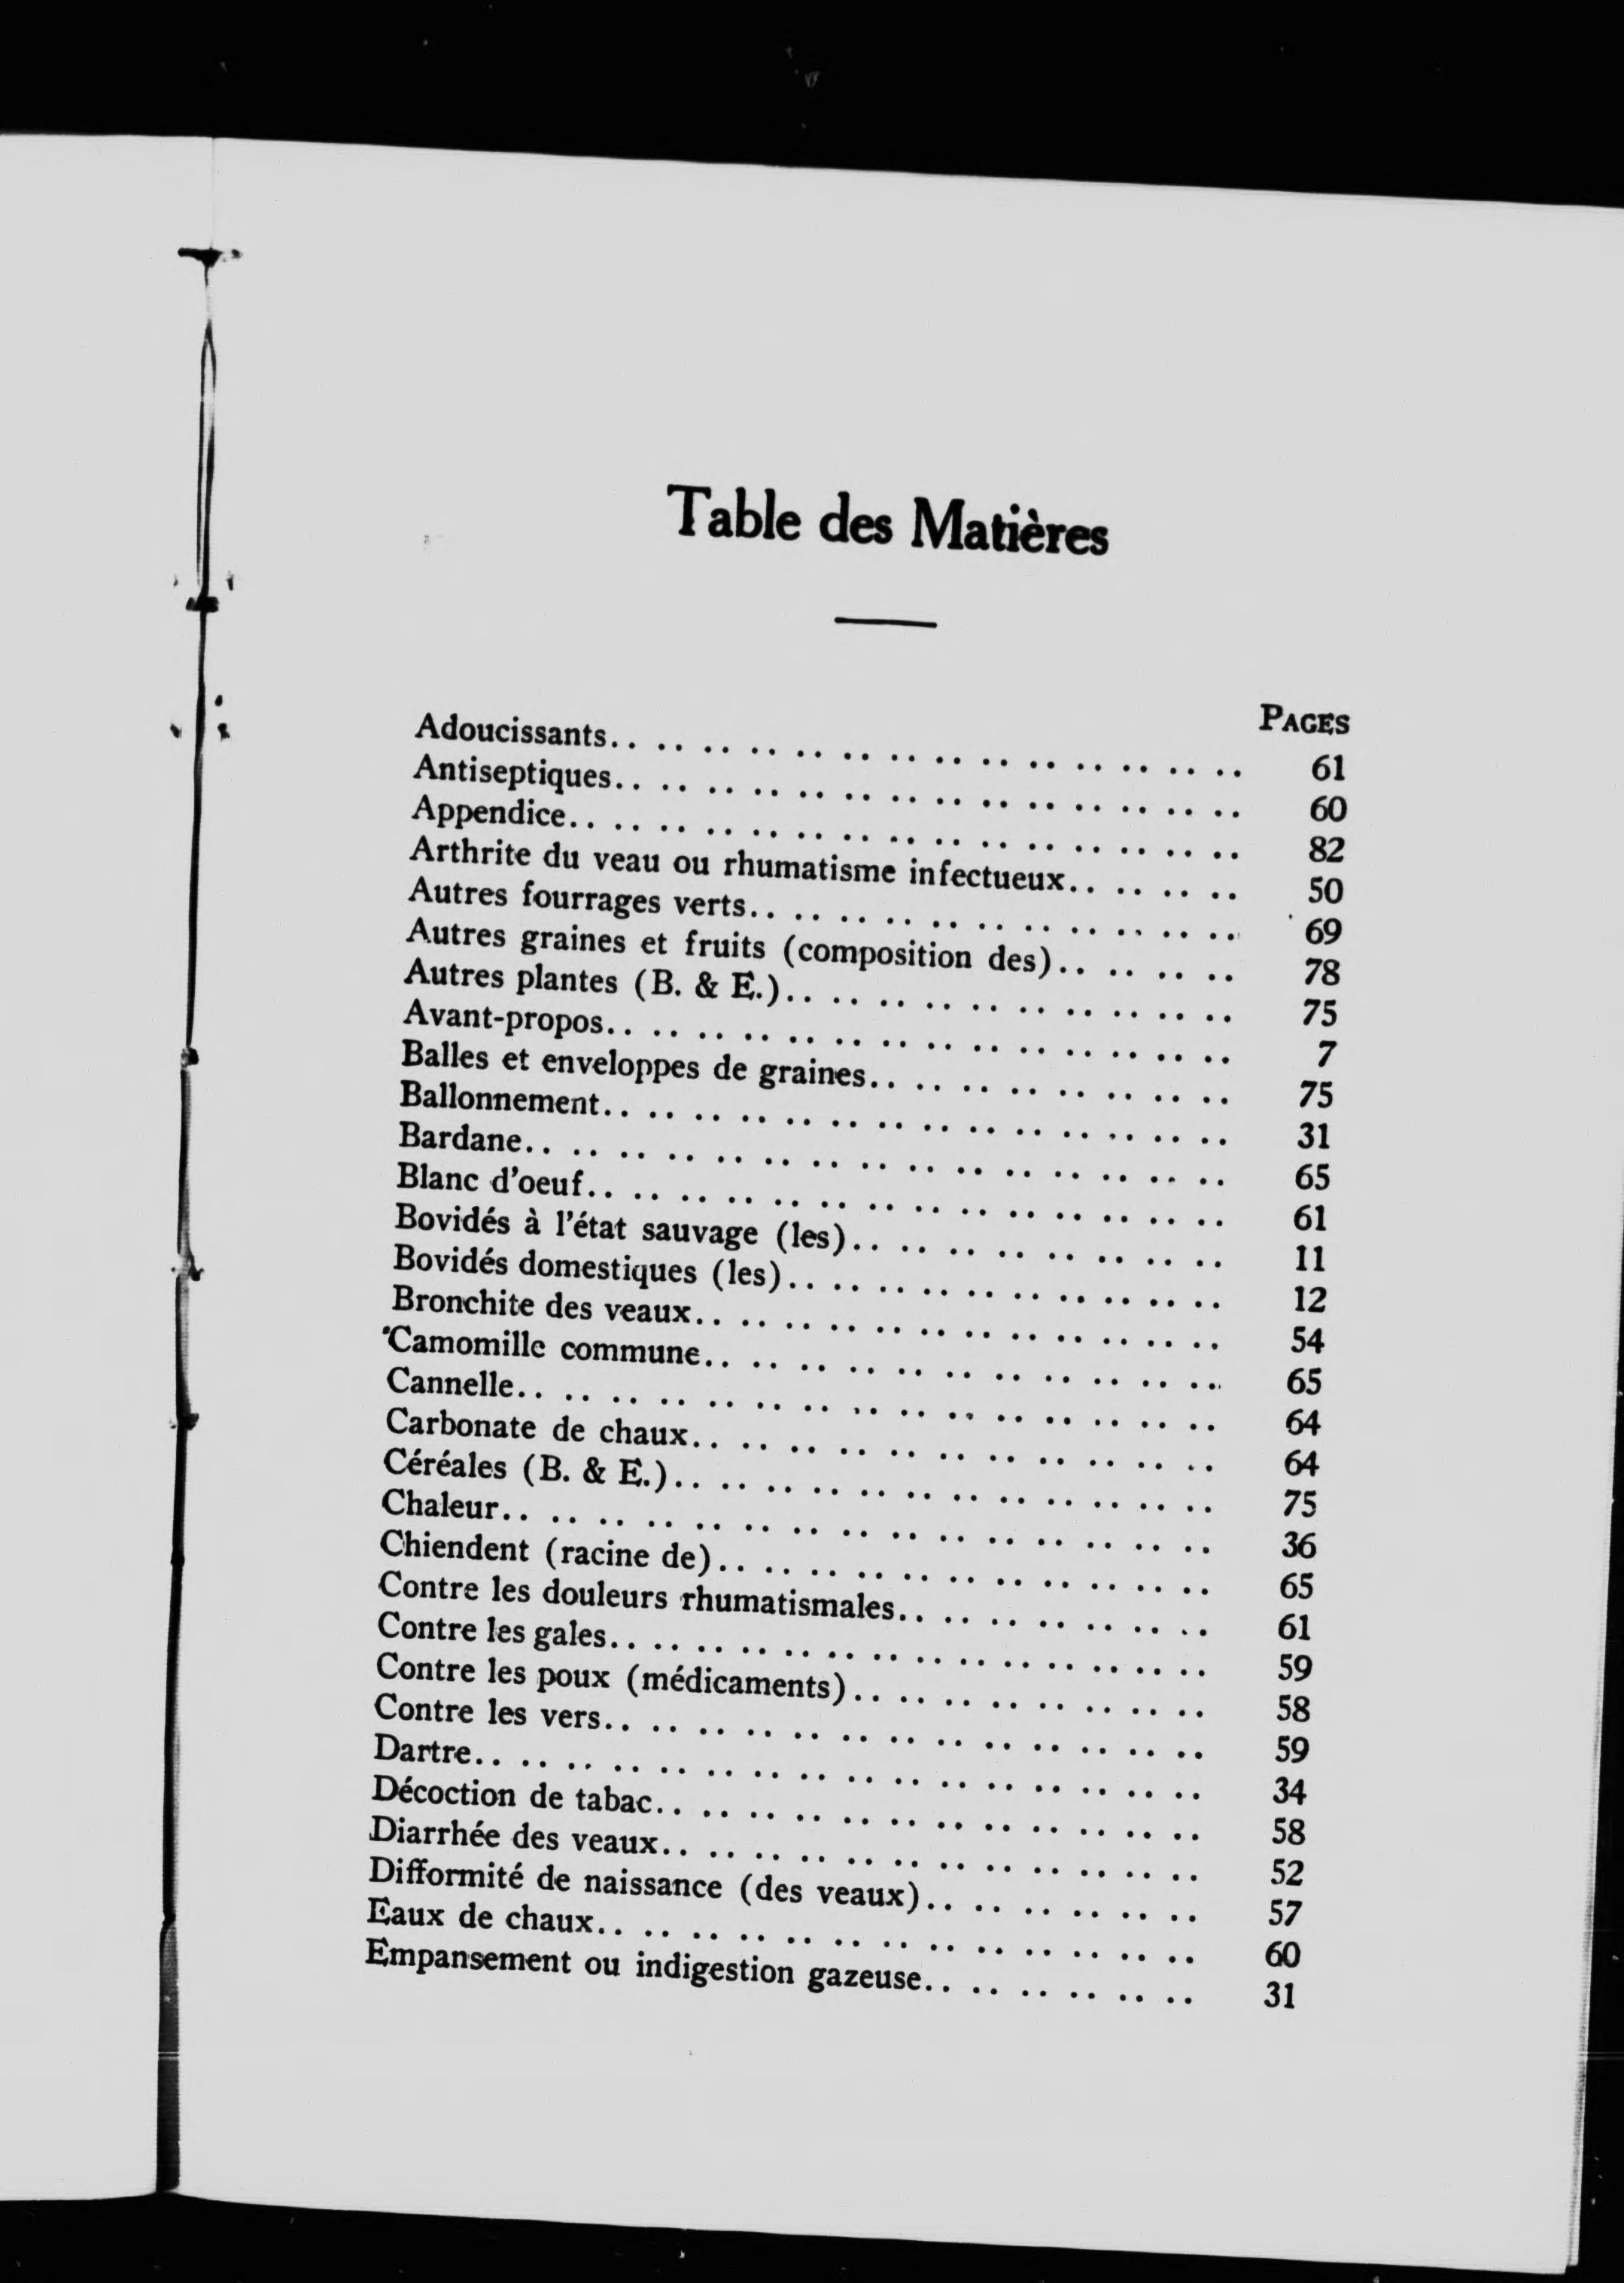 Table des Matières
PAGES
Adoucissants.. .. .. .. .. .. .. .. .. .. .. .. .. .. 61
Antiseptiques.. .. .. .. .. .. .. .. .. .. .. .. .. .. 60
Appendice.. .. .. .. .. .. .. .. .. .. .. .. .. .. .. 82
Arthrite du veau ou rhumatisme infectueux.. .. .. .. 50
Autres fourrages verts.. .. .. .. .. .. .. .. .. .. .. 69
Autres graines et fruits (composition des).. .. .. .. 78
Autres plantes (B. & E.).. .. .. .. .. .. .. .. .. .. 75
Avant-propos.. .. .. .. .. .. .. .. .. .. .. .. .. .. 7
Balles et enveloppes de graines.. .. .. .. .. .. .. .. 75
Ballonnement.. .. .. .. .. .. .. .. .. .. .. .. .. .. 31
Bardane.. .. .. .. .. .. .. .. .. .. .. .. .. .. .. 65
Blanc d'oeuf.. .. .. .. .. .. .. .. .. .. .. .. .. .. 61
Bovidés à l'état sauvage (les).. .. .. .. .. .. .. .. 11
Bovidés domestiques (les).. .. .. .. .. .. .. .. .. .. 12
Bronchite des veaux.. .. .. .. .. .. .. .. .. .. .. .. 54
Camomille commune.. .. .. .. .. .. .. .. .. .. .. .. 65
Cannelle.. .. .. .. .. .. .. .. .. .. .. .. .. .. .. 64
Carbonate de chaux.. .. .. .. .. .. .. .. .. .. .. .. 64
Céréales (B. & E.).. .. .. .. .. .. .. .. .. .. .. .. 75
Chaleur.. .. .. .. .. .. .. .. .. .. .. .. .. .. .. 36
Chiendent (racine de).. .. .. .. .. .. .. .. .. .. .. 65
Contre les douleurs rhumatismales.. .. .. .. .. .. .. 61
Contre les gales.. .. .. .. .. .. .. .. .. .. .. .. .. .. 59
Contre les poux (médicaments).. .. .. .. .. .. .. .. 58
Contre les vers.. .. .. .. .. .. .. .. .. .. .. .. .. 59
Dartre.. .. .. .. .. .. .. .. .. .. .. .. .. .. .. .. 34
Décoction de tabac.. .. .. .. .. .. .. .. .. .. .. .. 58
Diarrhée des veaux.. .. .. .. .. .. .. .. .. .. .. .. 52
Difformité de naissance (des veaux).. .. .. .. .. .. 57
Eaux de chaux.. .. .. .. .. .. .. .. .. .. .. .. .. 60
Empansement ou indigestion gazeuse.. .. .. .. .. .. 31